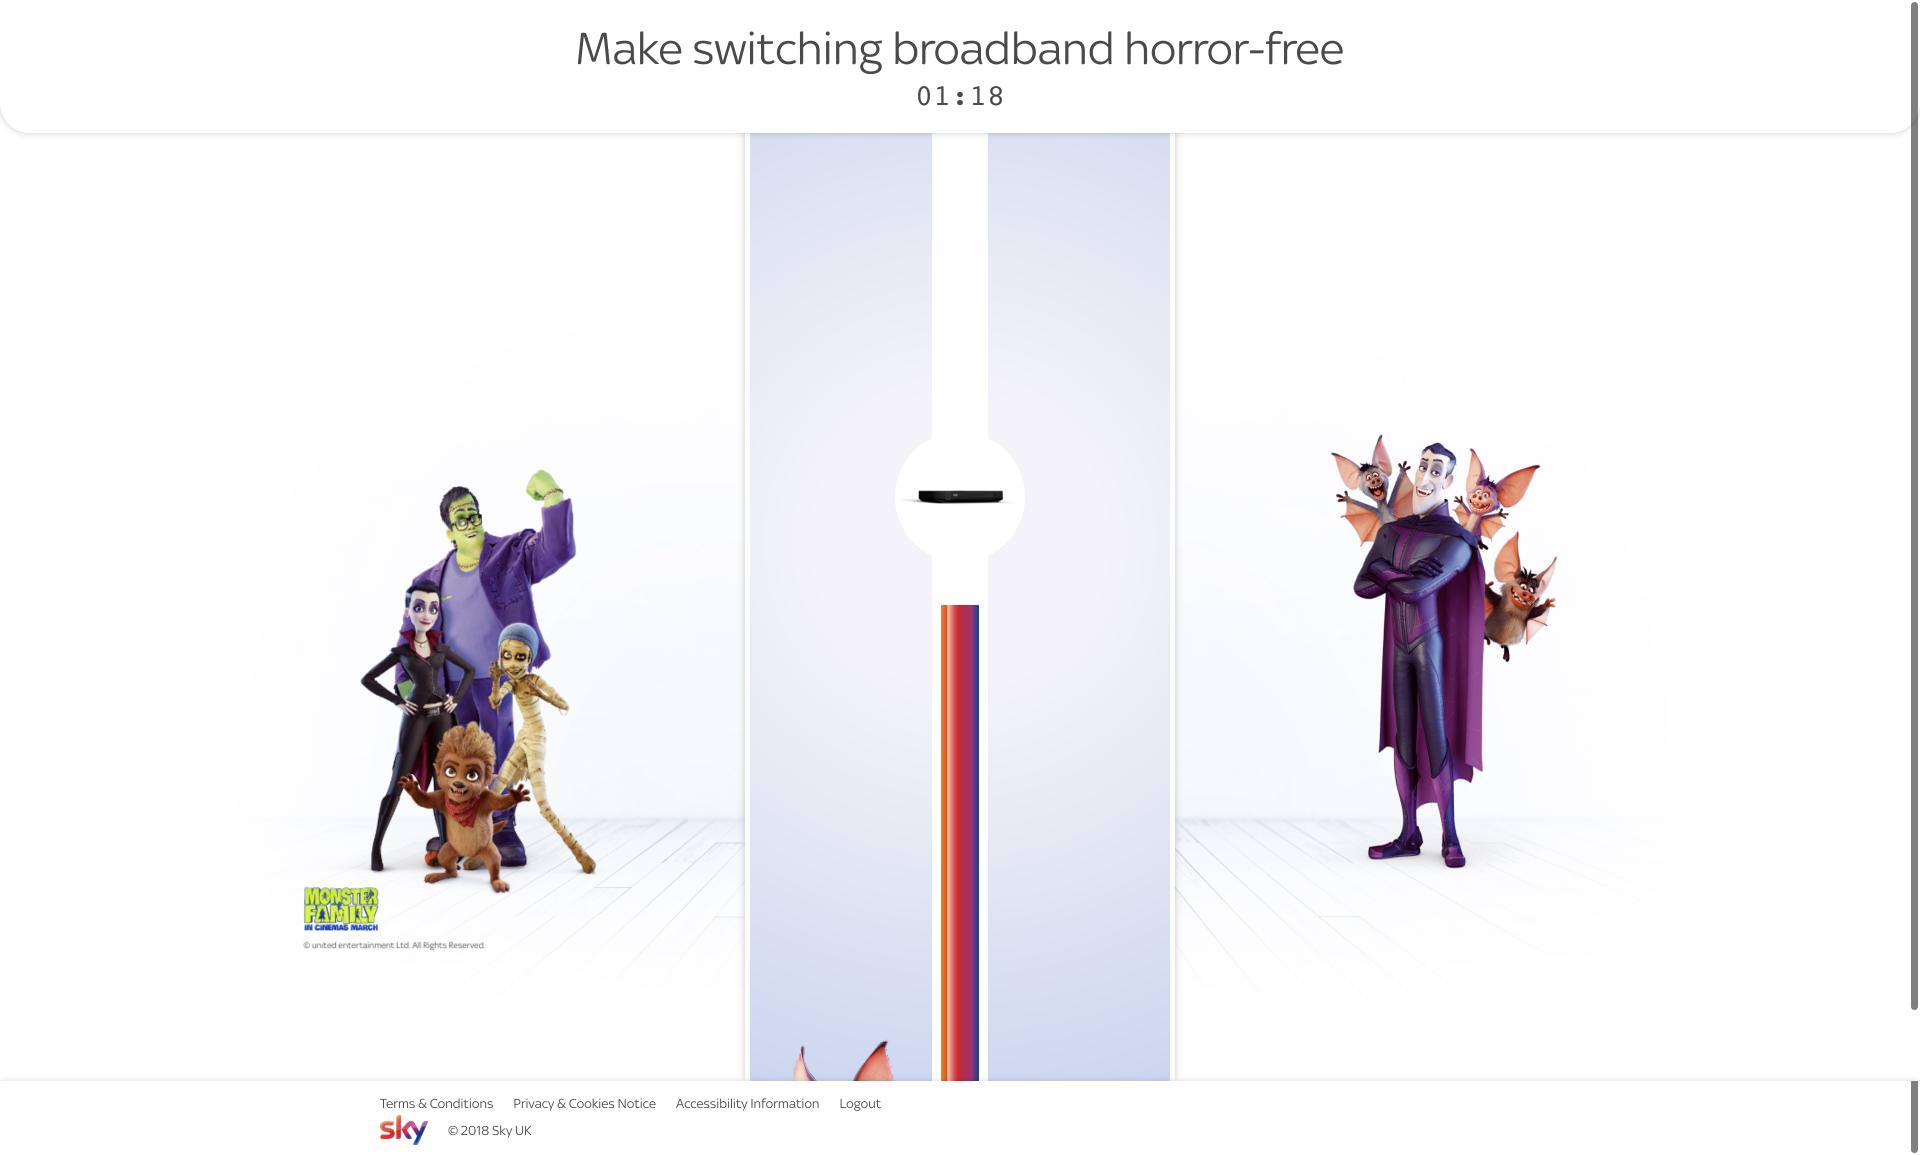 Make switching broadband horror-free
01:18
MONSTER
FAMILY
IN CINEMAS MARCH
© united entertainment Ltd. All Rights Reserved.
Terms & Conditions Privacy & Cookies Notice Accessibility Information Logout
sky © 2018 Sky UK